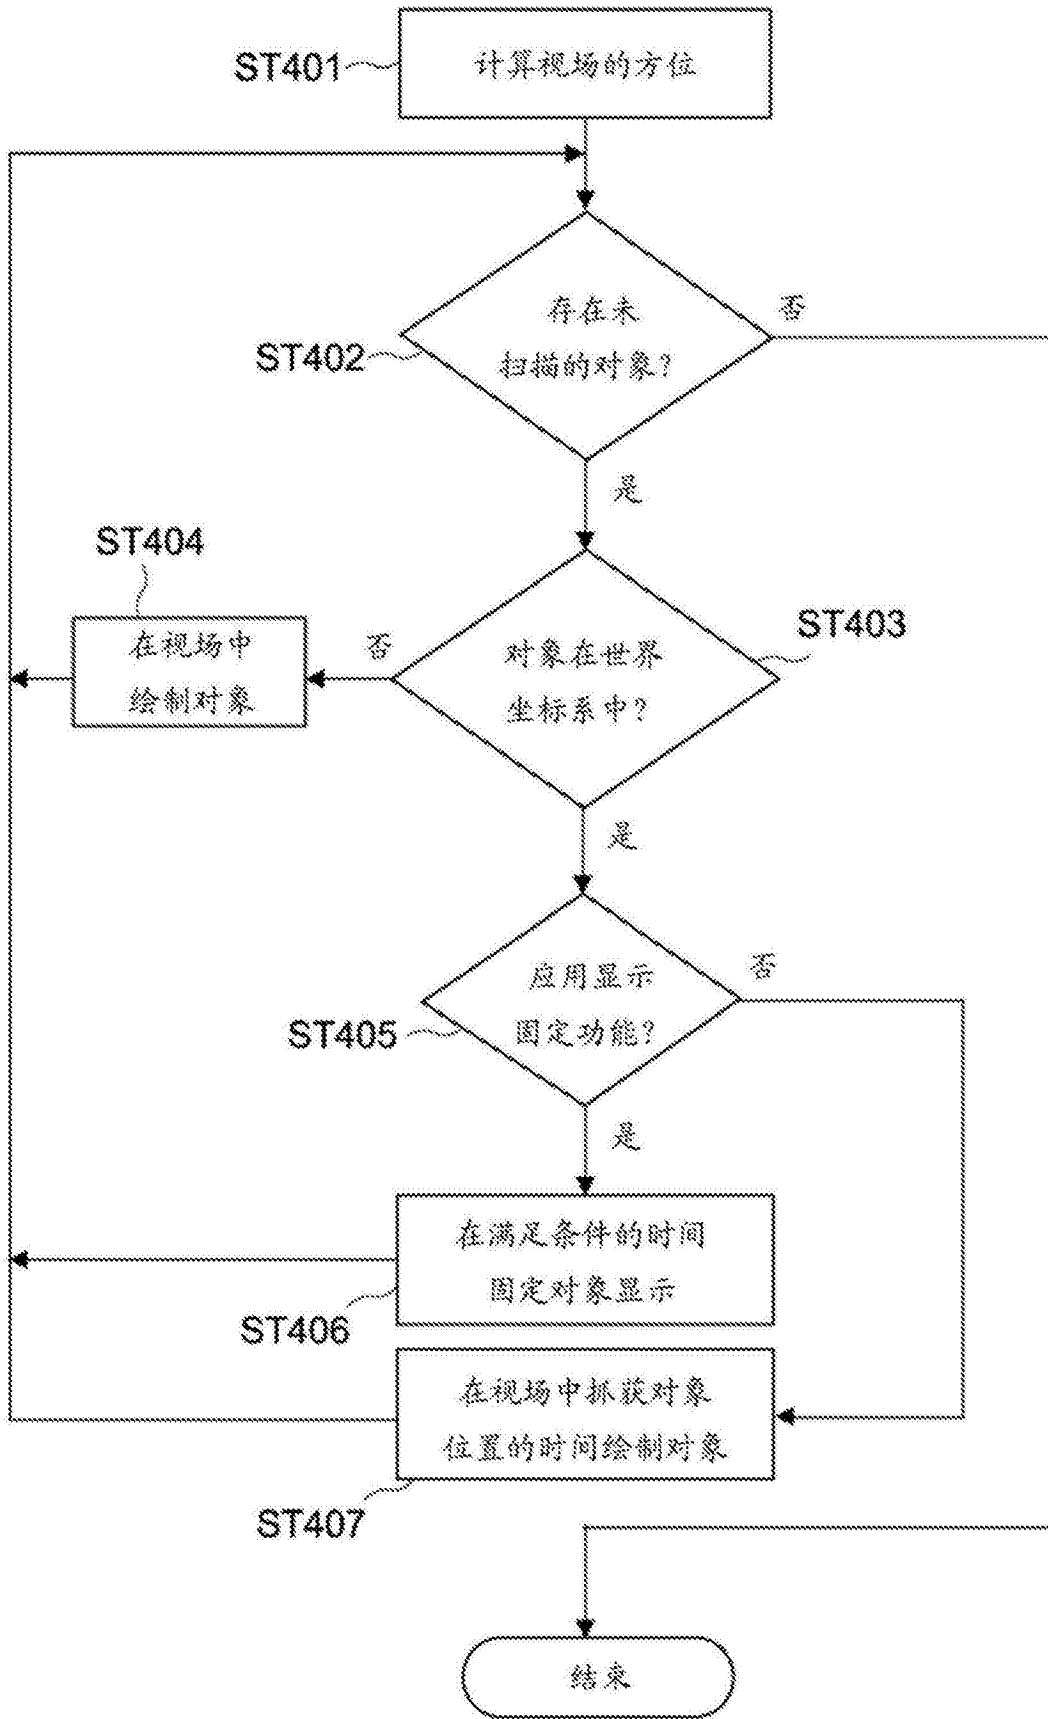 ST401
计算视场的方位
存在未
扫描的对象?
否
ST402
是
ST404
在视场中
绘制对象
否
对象在世界
坐标系中?
ST403
是
应用显示
固定功能?
否
ST405
是
在满足条件的时间
固定对象显示
ST406
在视场中抓获对象
位置的时间绘制对象
ST407
结束